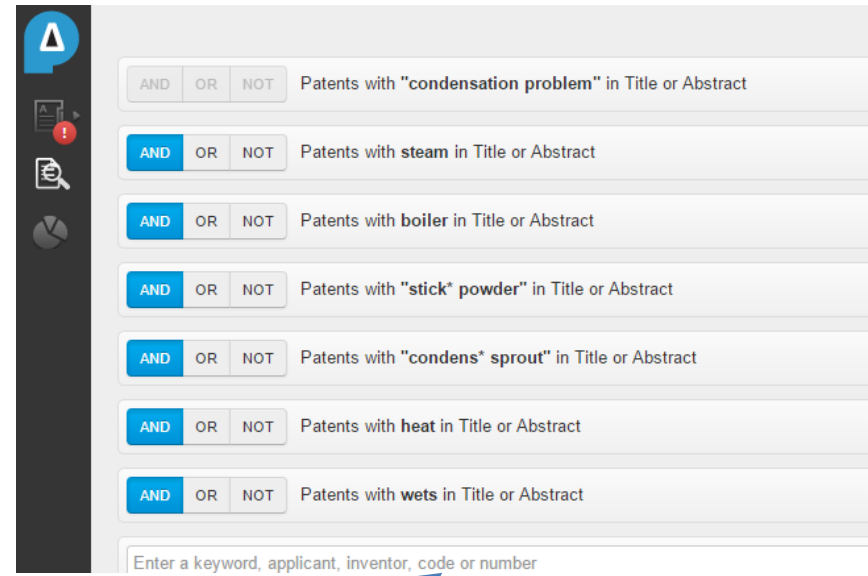 AND OR NOT Patents with "condensation problem" in Title or Abstract
AND OR NOT Patents with steam in Title or Abstract
AND OR NOT Patents with boiler in Title or Abstract
AND OR NOT Patents with "stick* powder" in Title or Abstract
AND OR NOT Patents with "condens* sprout" in Title or Abstract
AND OR NOT Patents with heat in Title or Abstract
AND OR NOT Patents with wets in Title or Abstract
Enter a keyword, applicant, inventor, code or number